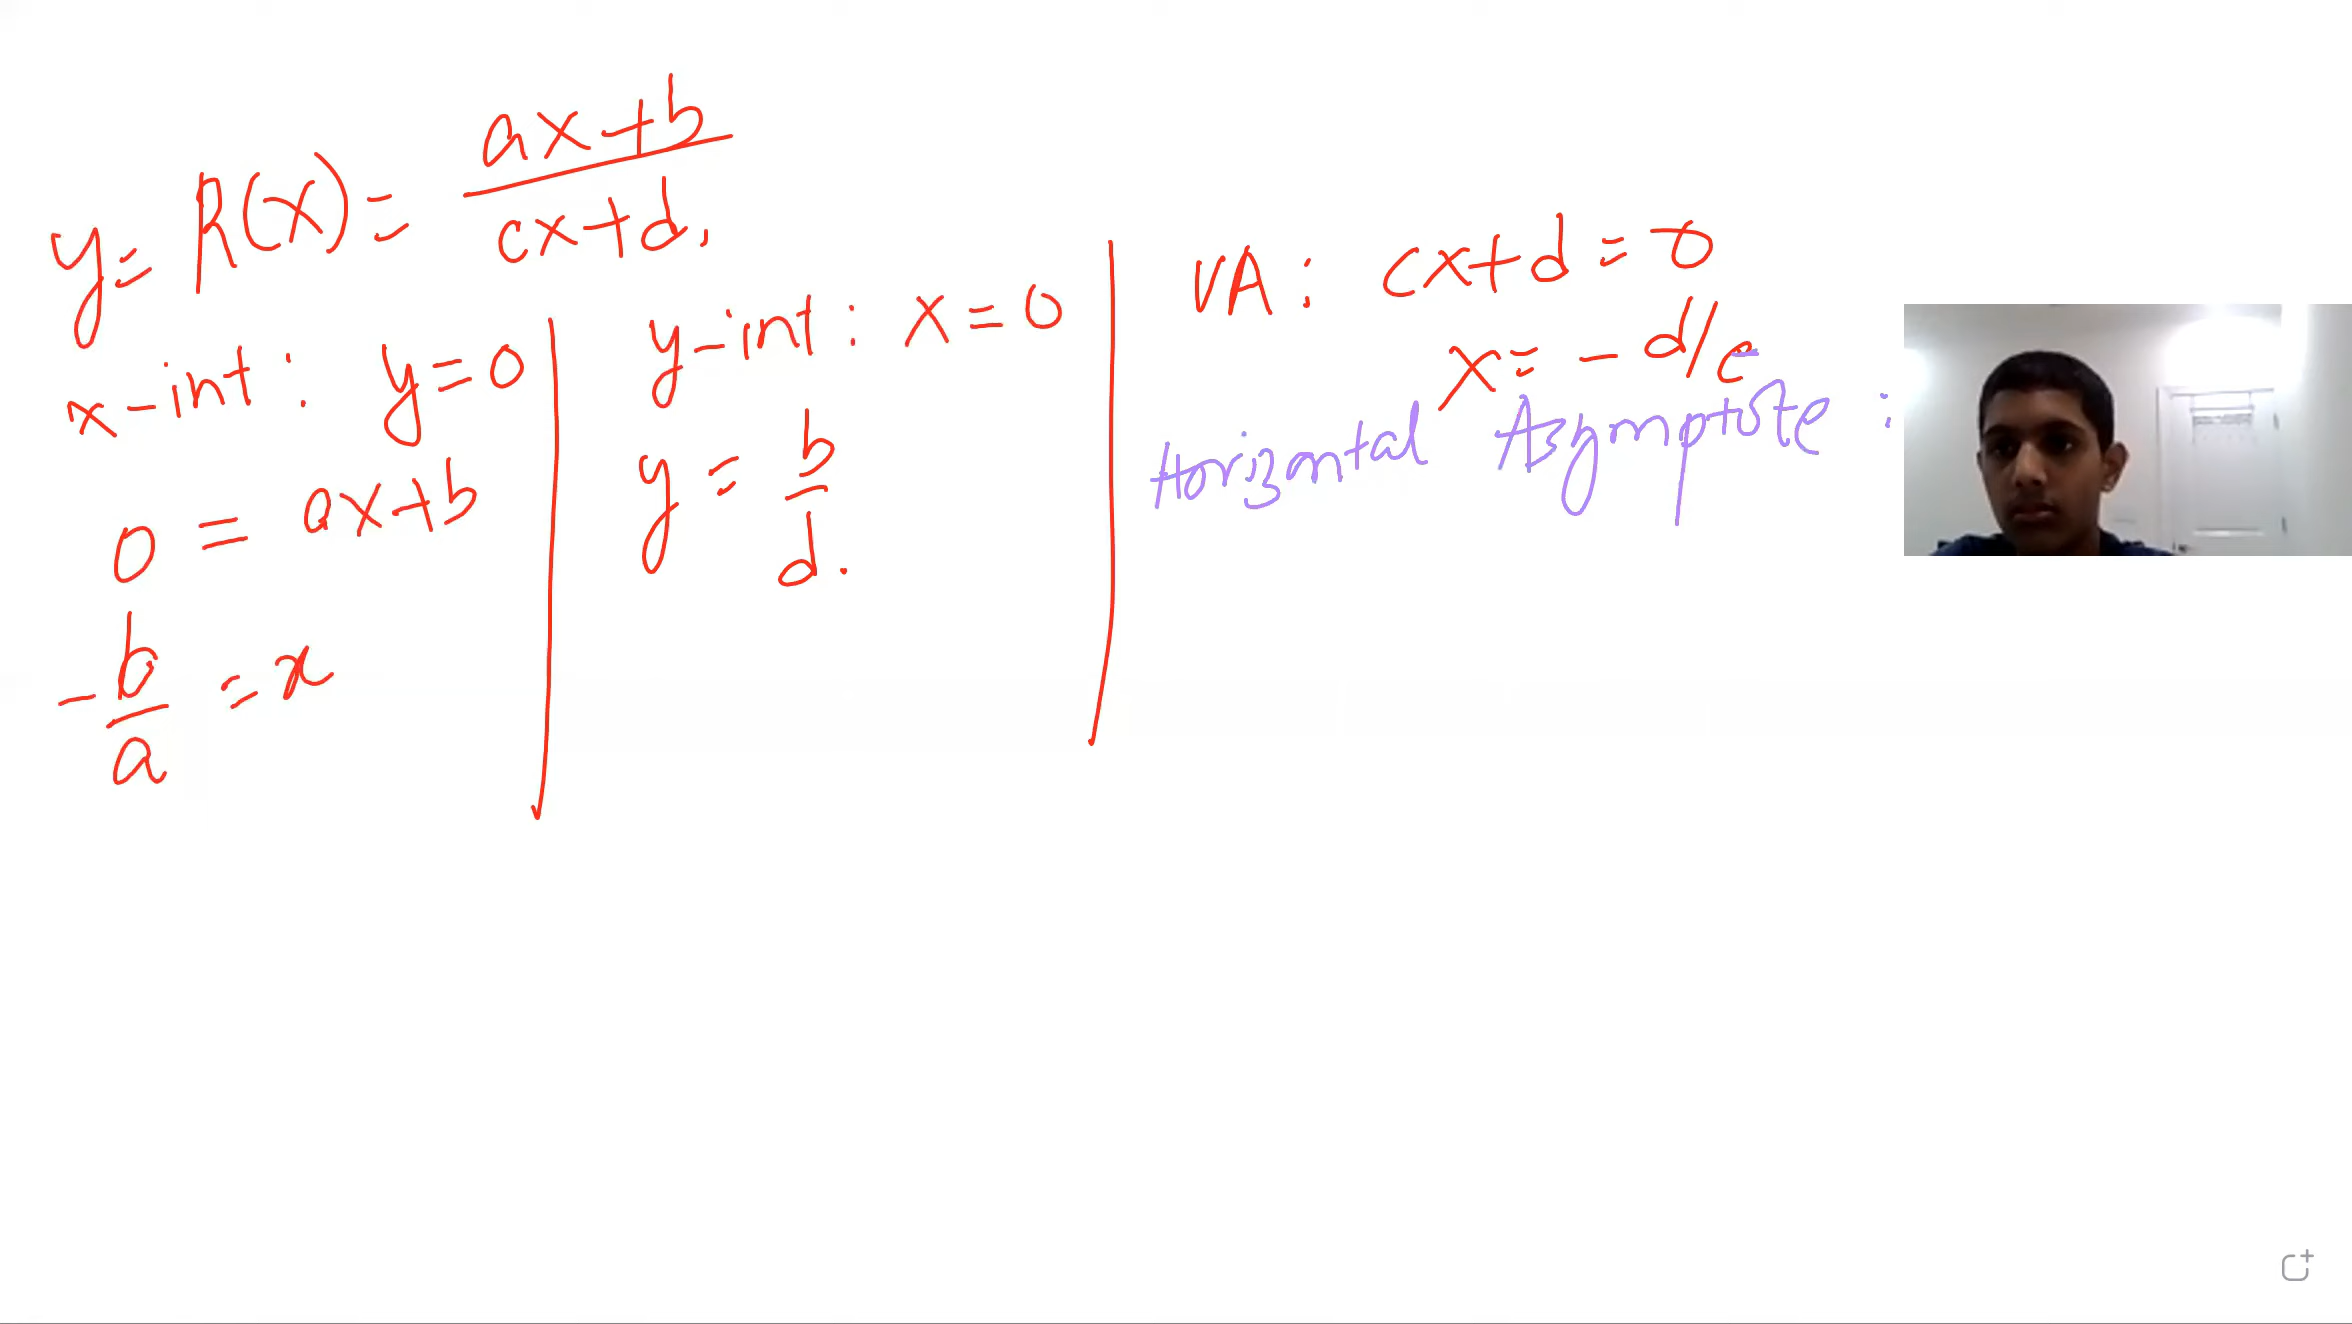 y = R(x) = (ax+b)/(cx+d).
x-int: y=0
0 = ax+b
-b/a = x
y-int: x=0
y = b/d.
VA: cx+d=0
x= -d/c
Horizontal Asymptote: